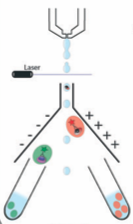 Laser
- - - -
+ + + + +